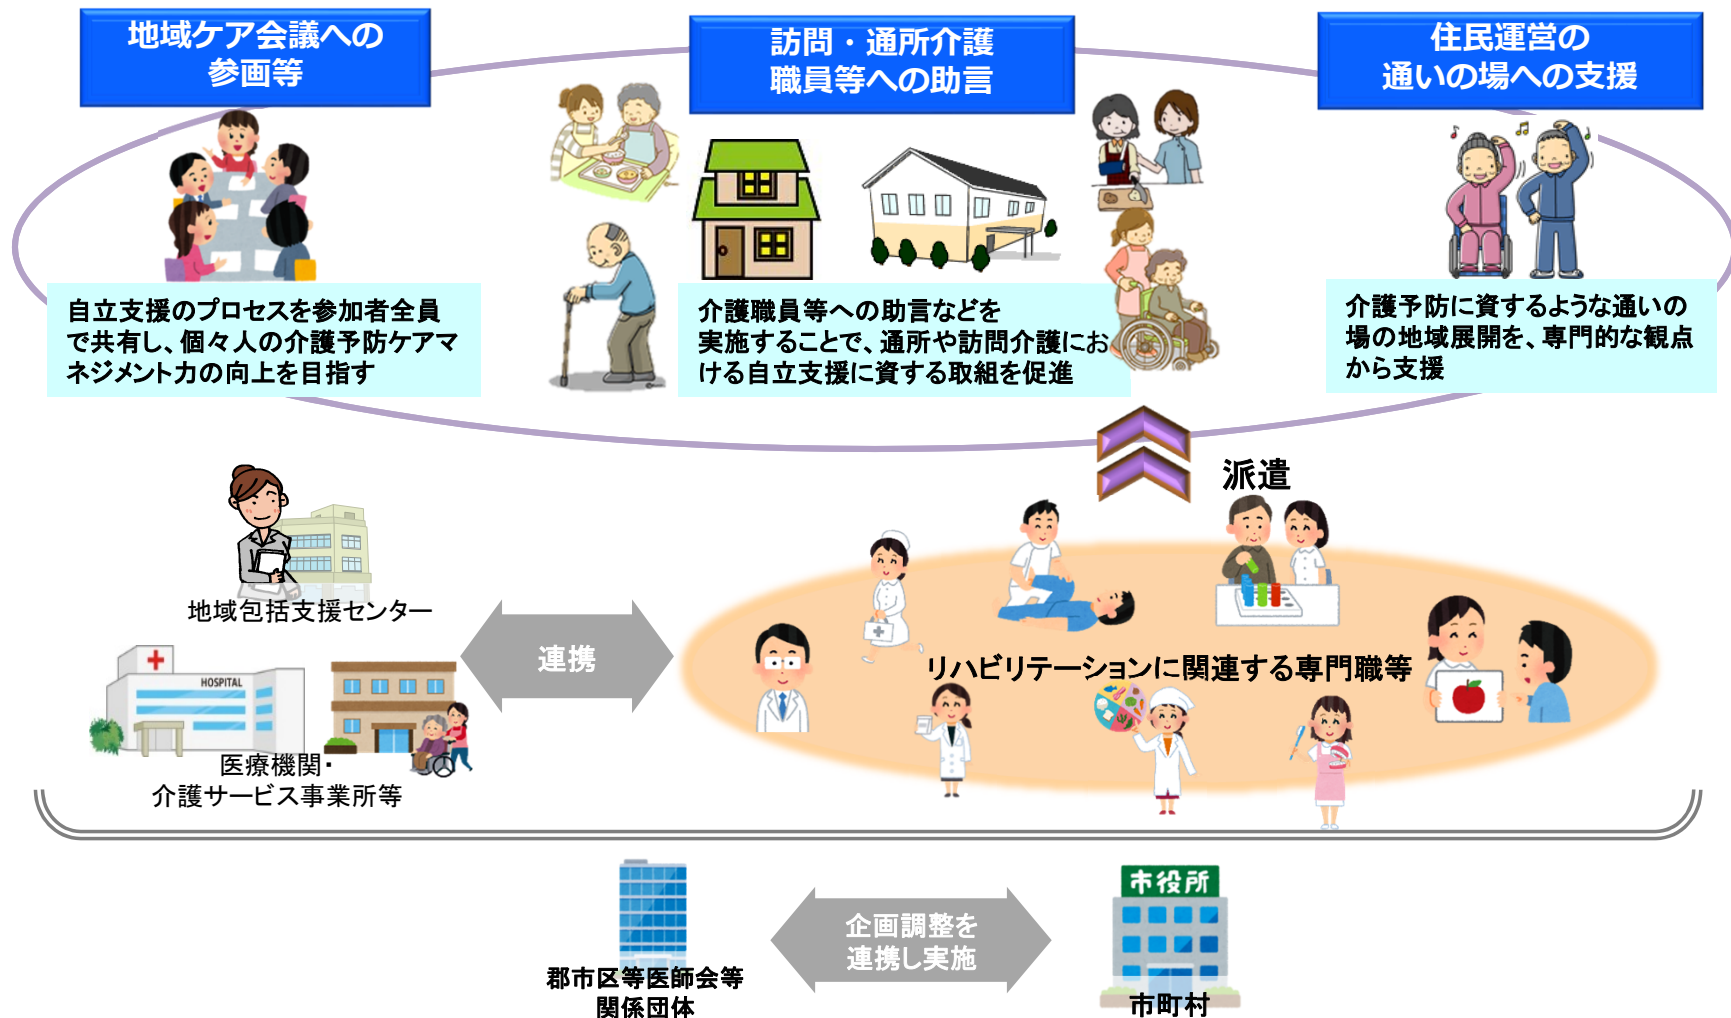 地域ケア会議への
参画等
訪問・通所介護
職員等への助言
住民運営の
通いの場への支援
自立支援のプロセスを参加者全員
で共有し、個々人の介護予防ケアマ
ネジメント力の向上を目指す
介護職員等への助言などを
実施することで、通所や訪問介護にお
ける自立支援に資する取組を促進
介護予防に資するような通いの
場の地域展開を、専門的な観点
から支援
派遣
地域包括支援センター
連携
リハビリテーションに関連する専門職等
HOSPITAL
医療機関・
介護サービス事業所等
市役所
企画調整を
連携し実施
郡市区等医師会等
関係団体
市町村